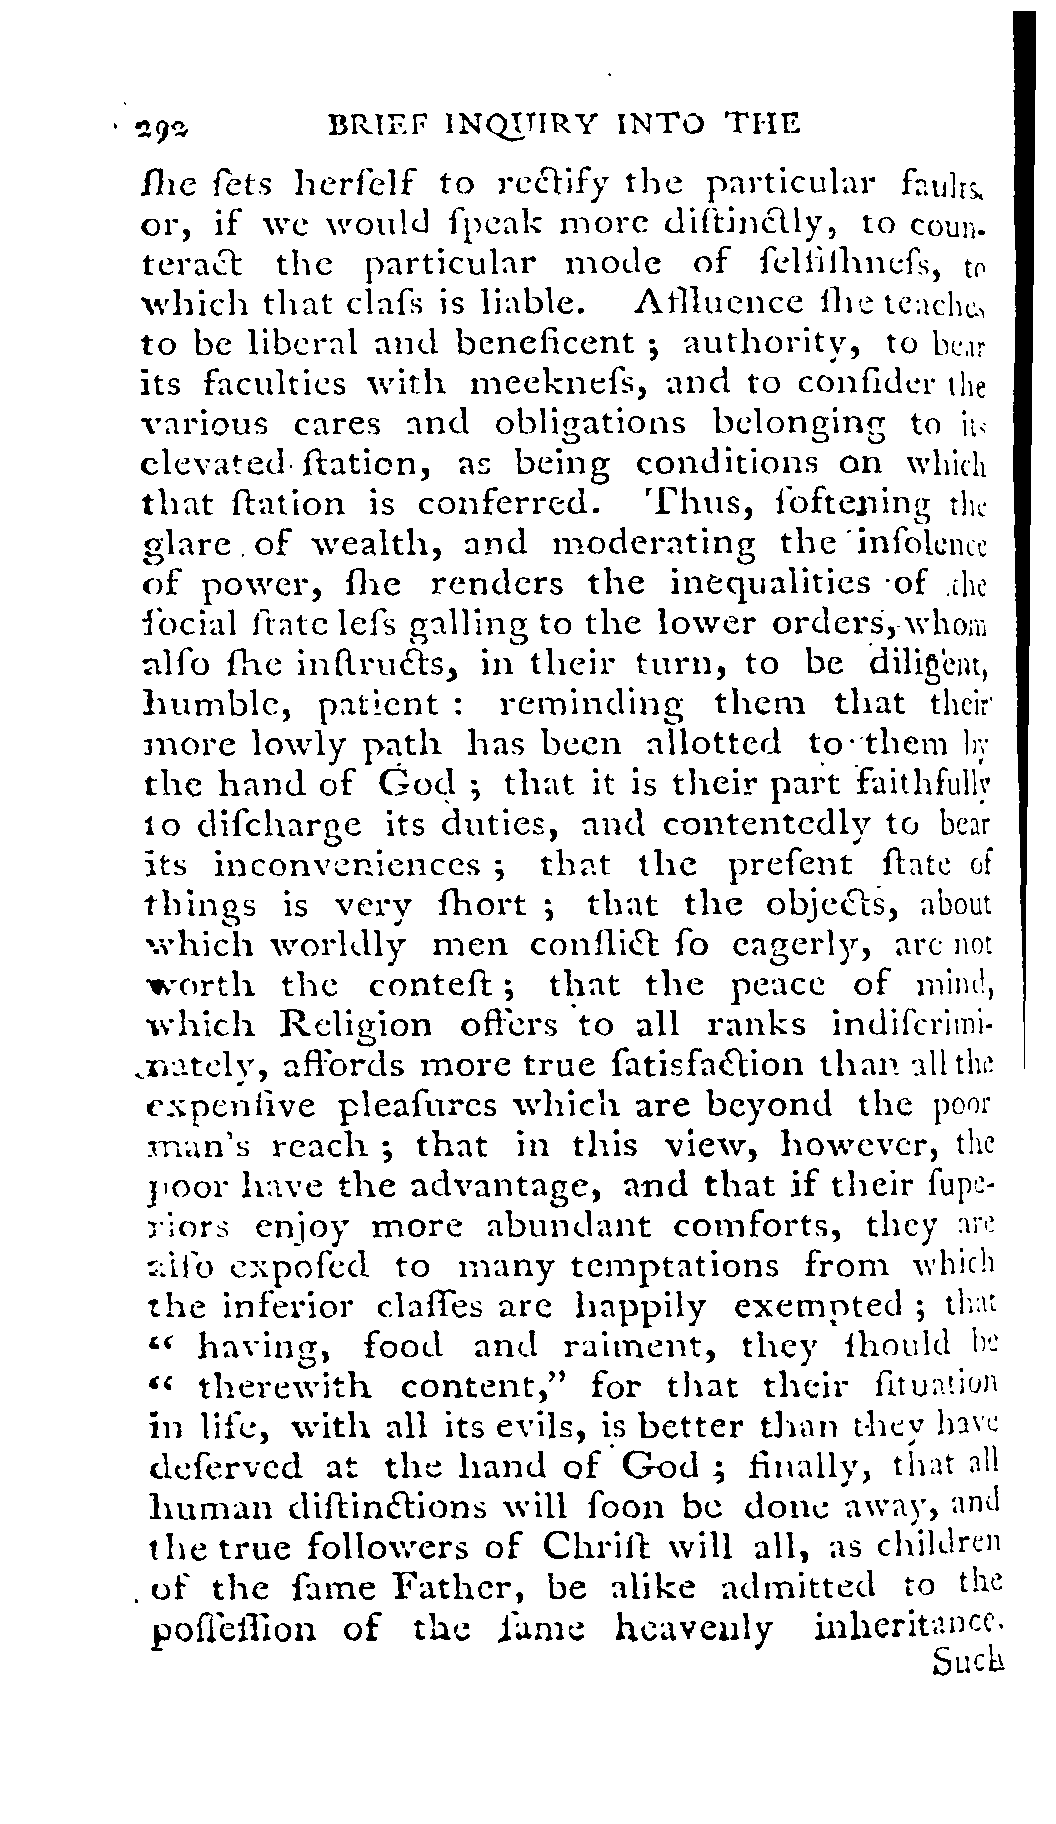 292 BRIEF INQUIRY INTO THE
ſhe ſets herſelf to rectify the particular faults,
or, if we would ſpeak more diſtinctly, to coun-
teract the particular mode of ſelfiſhneſs, to
which that claſs is liable. Affluence ſhe teaches
to be liberal and beneficent ; authority, to bear
its faculties with meekneſs, and to conſider the
various cares and obligations belonging to its
elevated ſtation, as being conditions on which
that ſtation is conferred. Thus, ſoftening the
glare of wealth, and moderating the inſolence
of power, ſhe renders the inequalities of the
ſocial ſtate leſs galling to the lower orders, whom
alſo ſhe inſtructs, in their turn, to be diligent,
humble, patient : reminding them that their
more lowly path has been allotted to them by
the hand of God ; that it is their part faithfully
to diſcharge its duties, and contentedly to bear
its inconveniences ; that the preſent ſtate of
things is very ſhort ; that the objects, about
which worldly men conflict ſo eagerly, are not
worth the conteſt ; that the peace of mind,
which Religion offers to all ranks indiſcrimi-
nately, affords more true ſatisfaction than all the
expenſive pleaſures which are beyond the poor
man's reach ; that in this view, however, the
poor have the advantage, and that if their ſupe-
riors enjoy more abundant comforts, they are
alſo expoſed to many temptations from which
the inferior claſſes are happily exempted ; that
“ having, food and raiment, they ſhould be
“ therewith content,” for that their ſituation
in life, with all its evils, is better than they have
deſerved at the hand of God ; finally, that all
human diſtinctions will ſoon be done away, and
the true followers of Chriſt will all, as children
of the ſame Father, be alike admitted to the
poſſeſſion of the ſame heavenly inheritance.
Such